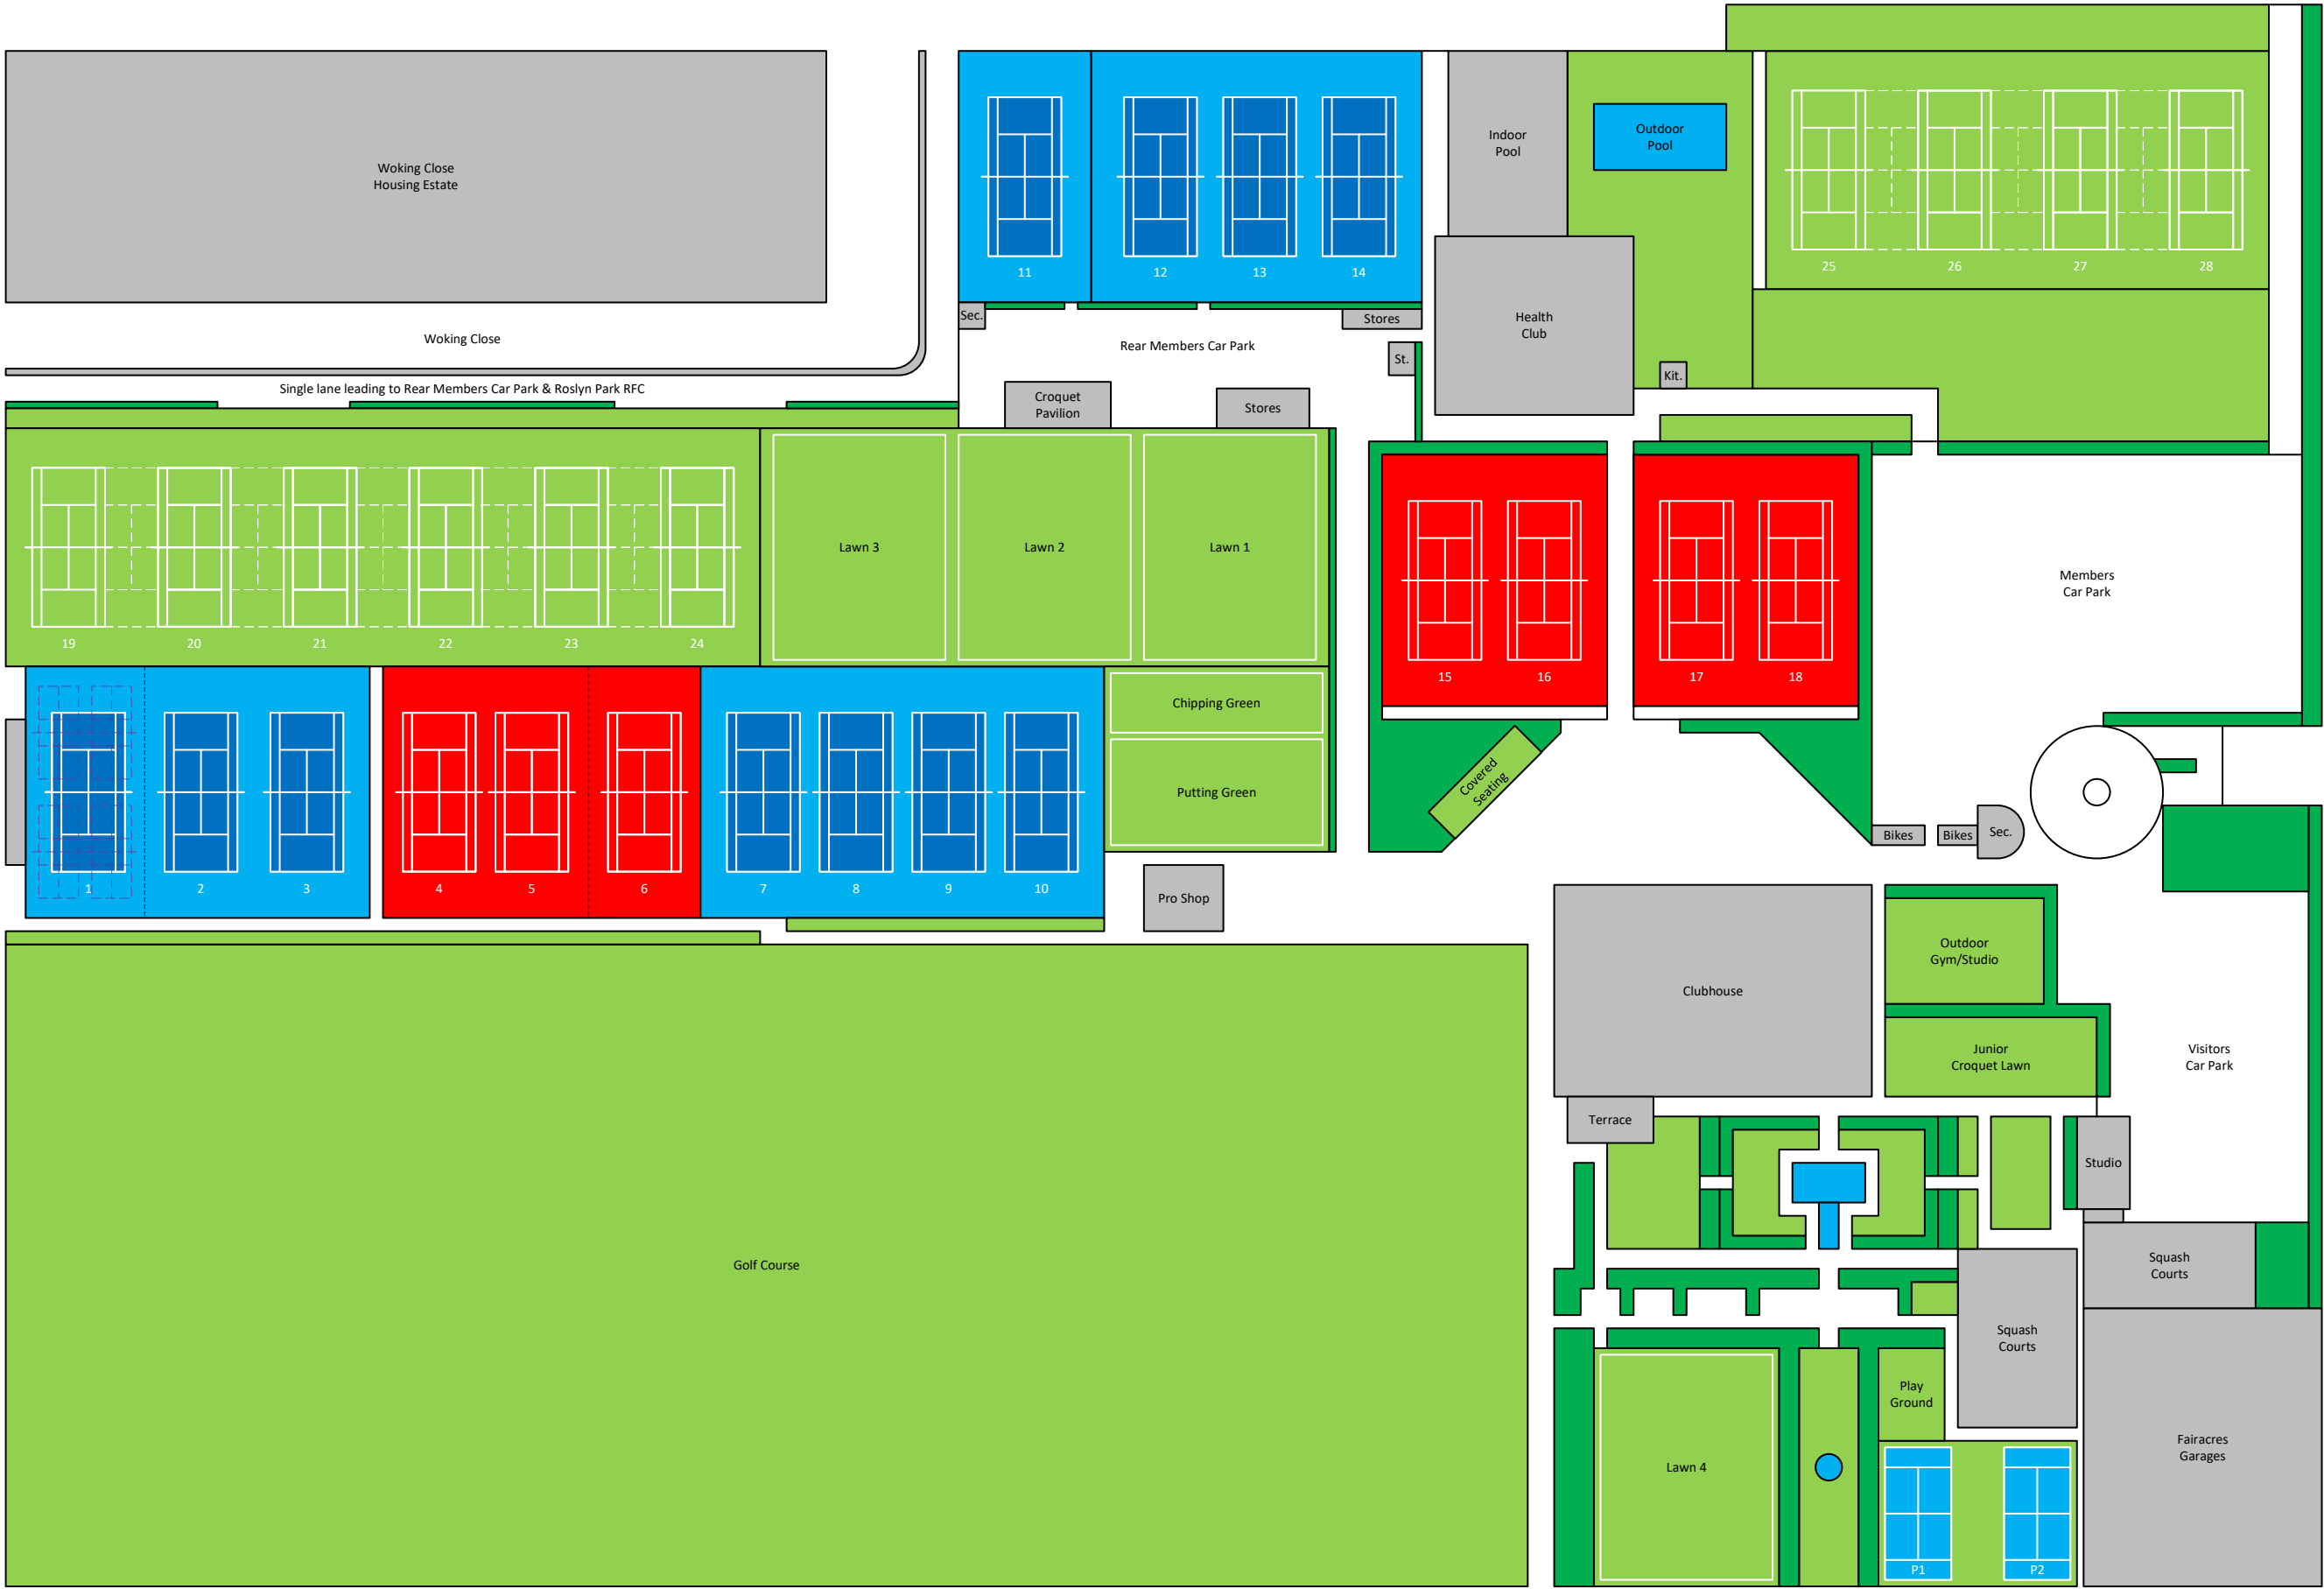 Woking Close
Housing Estate
Woking Close
Single lane leading to Rear Members Car Park & Roslyn Park RFC
11
12
13
14
Sec.
Stores
Rear Members Car Park
St.
Croquet
Pavilion
Stores
Indoor
Pool
Outdoor
Pool
Health
Club
Kit.
25
26
27
28
19
20
21
22
23
24
Lawn 3
Lawn 2
Lawn 1
15
16
17
18
Members
Car Park
1
2
3
4
5
6
7
8
9
10
Chipping Green
Putting Green
Covered
Seating
Bikes
Bikes
Sec.
Pro Shop
Clubhouse
Outdoor
Gym/Studio
Junior
Croquet Lawn
Visitors
Car Park
Terrace
Studio
Golf Course
Squash
Courts
Squash
Courts
Play
Ground
Lawn 4
Fairacres
Garages
P1
P2